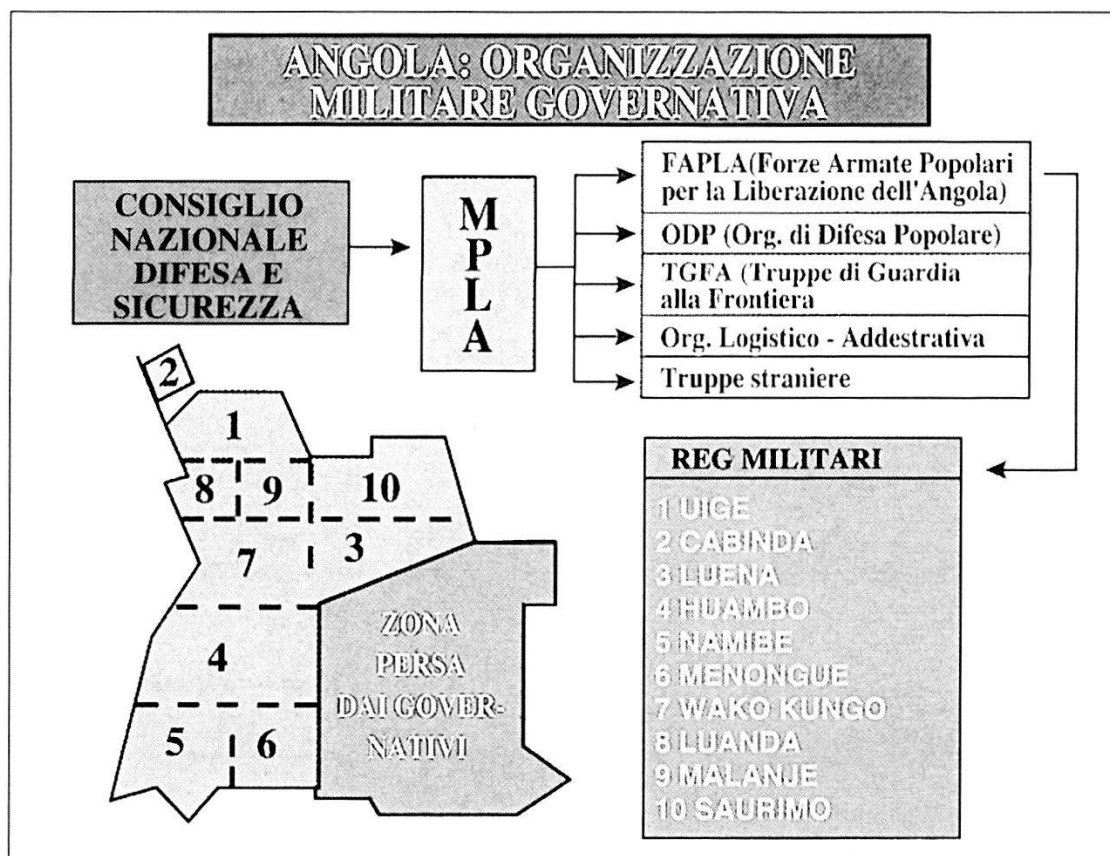 ANGOLA: ORGANIZZAZIONE
MILITARE GOVERNATIVA
CONSIGLIO
NAZIONALE
DIFESA E
SICUREZZA
M
P
L
A
FAPLA(Forze Armate Popolari
per la Liberazione dell'Angola)
ODP (Org. di Difesa Popolare)
TGFA (Truppe di Guardia
alla Frontiera
Org. Logistico - Addestrativa
Truppe straniere
2
1
8
9
10
7
3
4
5
6
ZONA
PERSA
DAI GOVER-
NATIVI
REG MILITARI
1 UIGE
2 CABINDA
3 LUENA
4 HUAMBO
5 NAMIBE
6 MENONGUE
7 WAKO KUNGO
8 LUANDA
9 MALANJE
10 SAURIMO